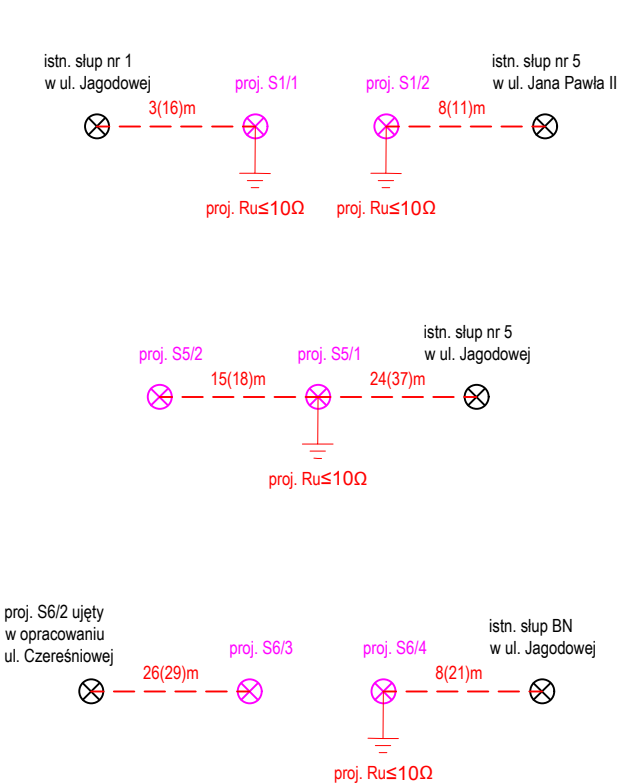 istn. słup nr 1
w ul. Jagodowej
proj. S1/1
3(16)m
proj. Ru≤10Ω
proj. S1/2
istn. słup nr 5
w ul. Jana Pawła II
8(11)m
proj. Ru≤10Ω
proj. S5/2
proj. S5/1
istn. słup nr 5
w ul. Jagodowej
15(18)m
24(37)m
proj. Ru≤10Ω
proj. S6/2 ujęty
w opracowaniu
ul. Czereśniowej
proj. S6/3
26(29)m
proj. S6/4
istn. słup BN
w ul. Jagodowej
8(21)m
proj. Ru≤10Ω